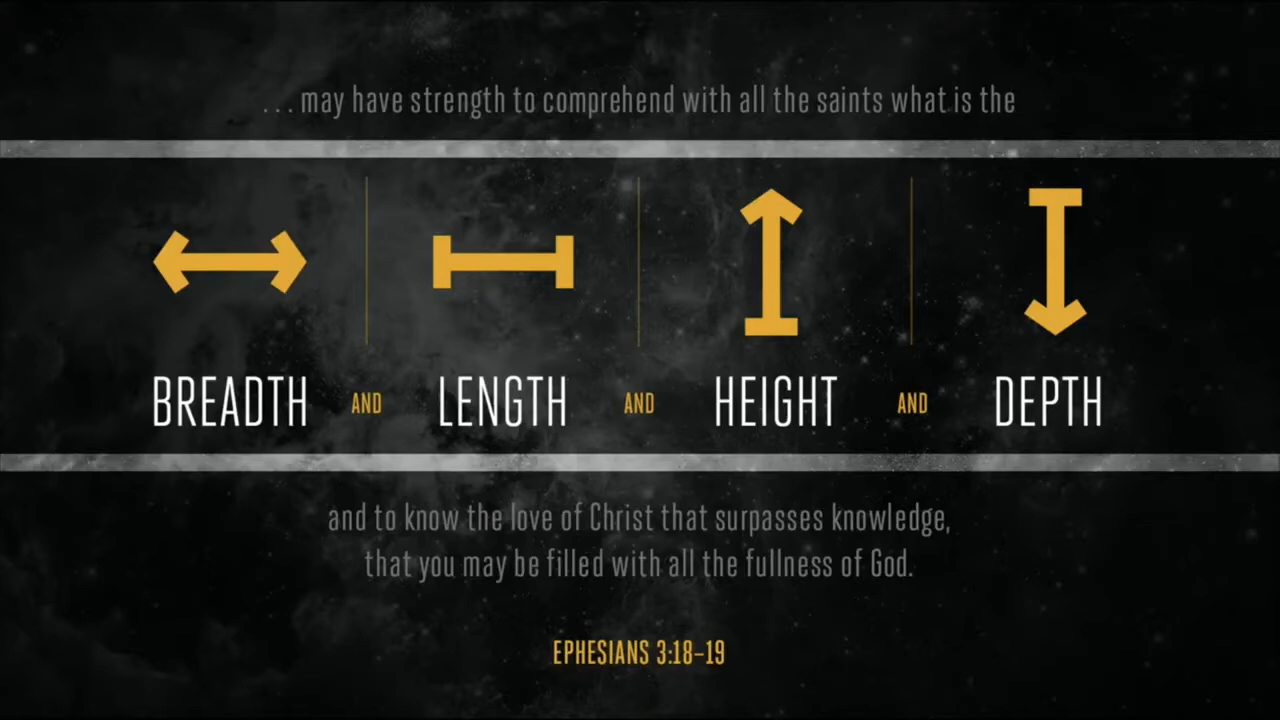 ... may have strength to comprehend with all the saints what is the
BREADTH AND LENGTH AND HEIGHT AND DEPTH
and to know the love of Christ that surpasses knowledge,
that you may be filled with all the fullness of God.
EPHESIANS 3:18–19